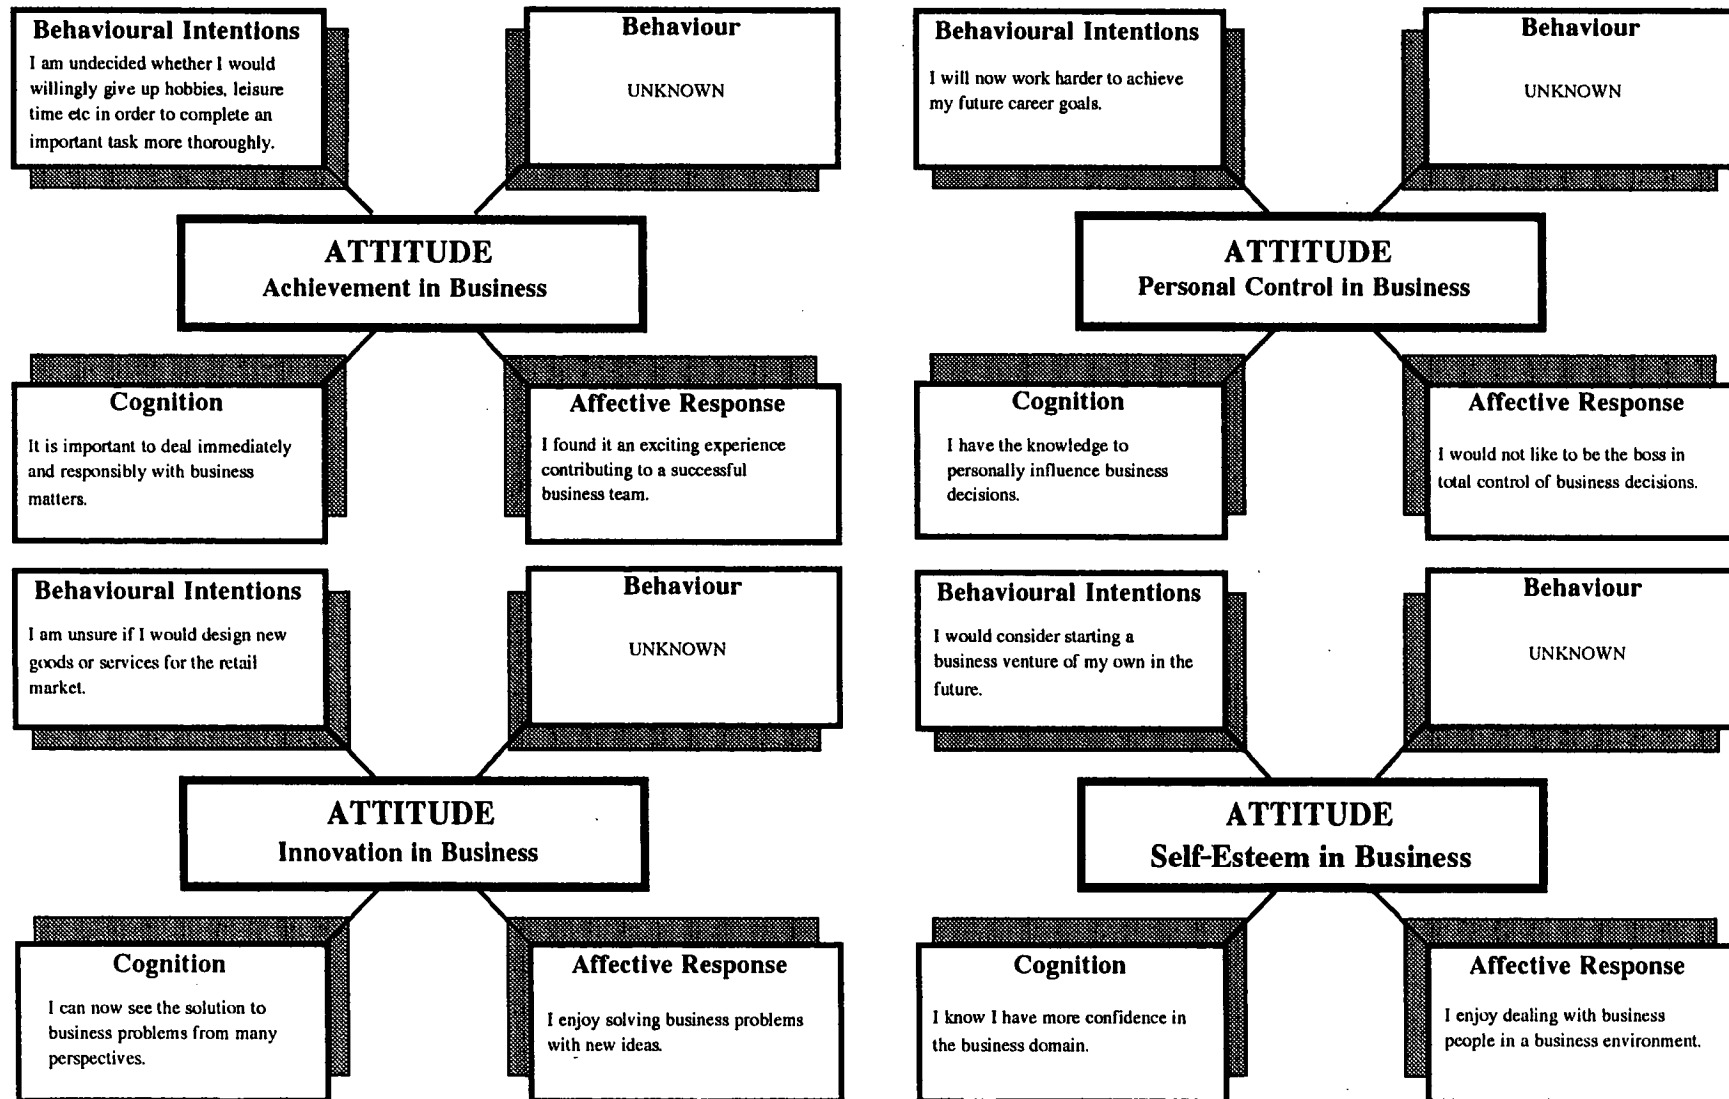 Behavioural Intentions
I am undecided whether I would
willingly give up hobbies, leisure
time etc in order to complete an
important task more thoroughly.
Behaviour
UNKNOWN
ATTITUDE
Achievement in Business
Cognition
It is important to deal immediately
and responsibly with business
matters.
Affective Response
I found it an exciting experience
contributing to a successful
business team.
Behavioural Intentions
I will now work harder to achieve
my future career goals.
Behaviour
UNKNOWN
ATTITUDE
Personal Control in Business
Cognition
I have the knowledge to
personally influence business
decisions.
Affective Response
I would not like to be the boss in
total control of business decisions.
Behavioural Intentions
I am unsure if I would design new
goods or services for the retail
market.
Behaviour
UNKNOWN
ATTITUDE
Innovation in Business
Cognition
I can now see the solution to
business problems from many
perspectives.
Affective Response
I enjoy solving business problems
with new ideas.
Behavioural Intentions
I would consider starting a
business venture of my own in the
future.
Behaviour
UNKNOWN
ATTITUDE
Self-Esteem in Business
Cognition
I know I have more confidence in
the business domain.
Affective Response
I enjoy dealing with business
people in a business environment.